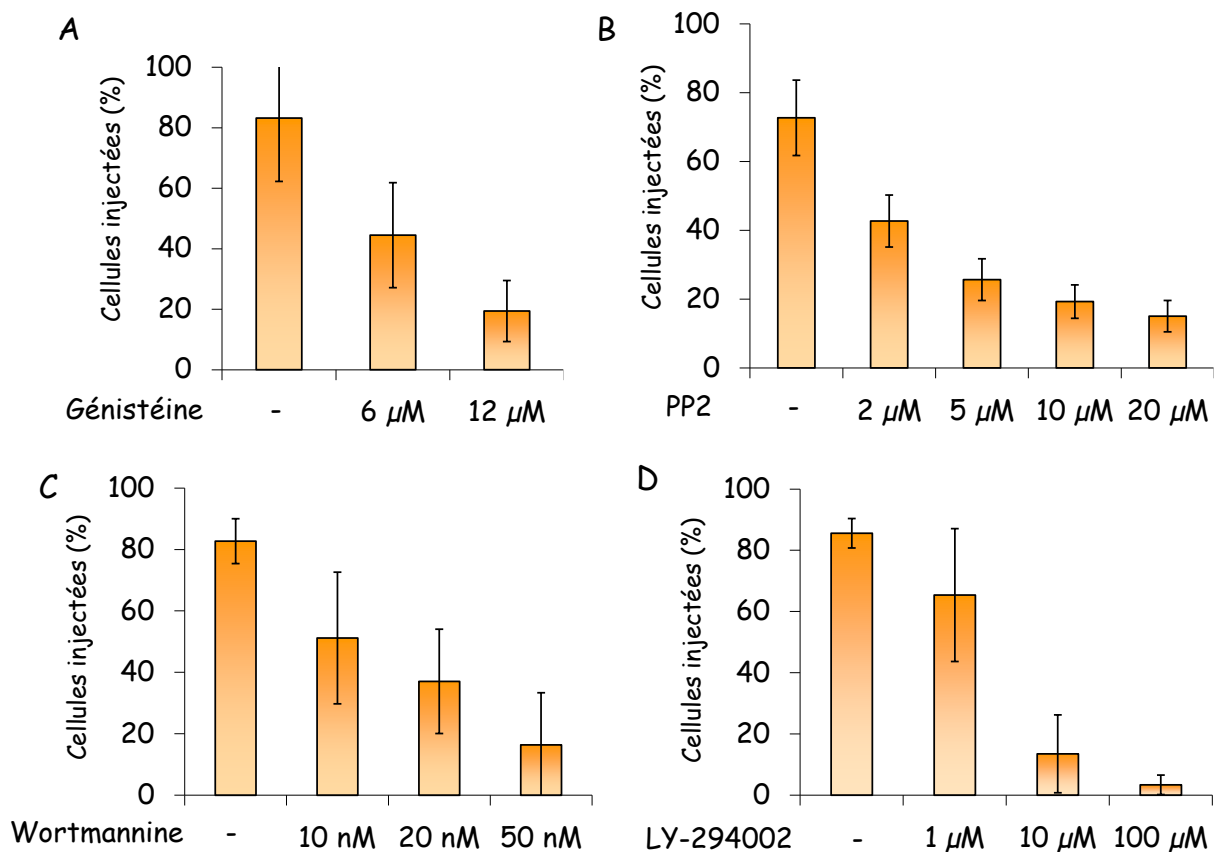 A
Cellules injectées (%)
100
80
60
40
20
0
Génistéine - 6 µM 12 µM
B
Cellules injectées (%)
100
80
60
40
20
0
PP2 - 2 µM 5 µM 10 µM 20 µM
C
Cellules injectées (%)
100
80
60
40
20
0
Wortmannine - 10 nM 20 nM 50 nM
D
Cellules injectées (%)
100
80
60
40
20
0
LY-294002 - 1 µM 10 µM 100 µM